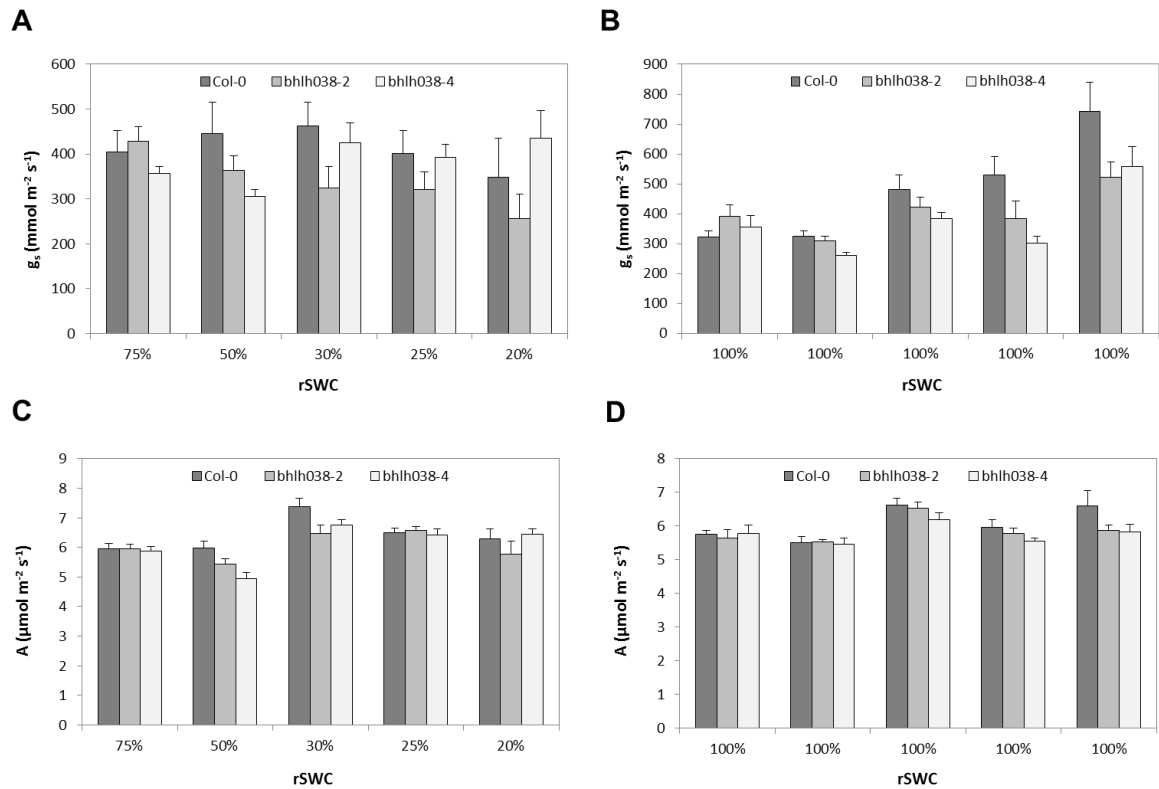 A
600
500
400
300
200
100
0
gs (mmol m-2 s-1)
Col-0 bhlh038-2 bhlh038-4
75% 50% 30% 25% 20%
rSWC
B
900
800
700
600
500
400
300
200
100
0
gs (mmol m-2 s-1)
Col-0 bhlh038-2 bhlh038-4
100% 100% 100% 100% 100%
rSWC
C
9
8
7
6
5
4
3
2
1
0
A (µmol m-2 s-1)
Col-0 bhlh038-2 bhlh038-4
75% 50% 30% 25% 20%
rSWC
D
8
7
6
5
4
3
2
1
0
A (µmol m-2 s-1)
Col-0 bhlh038-2 bhlh038-4
100% 100% 100% 100% 100%
rSWC